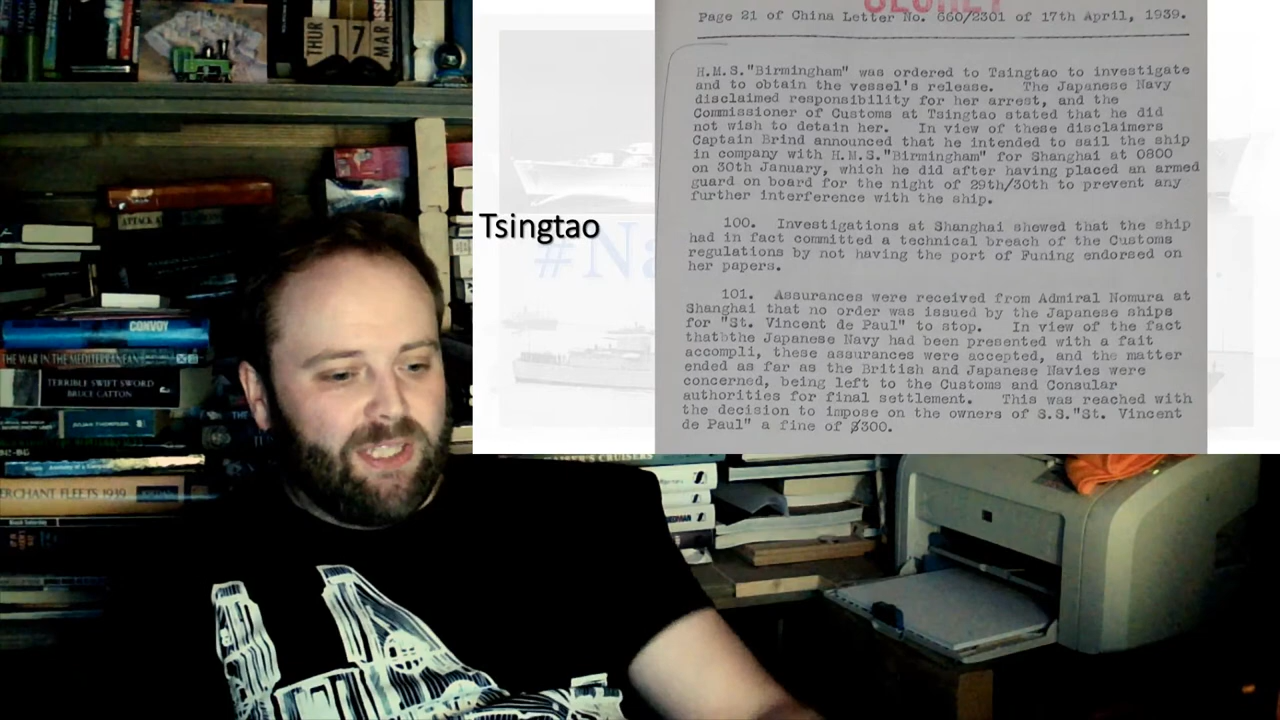 SECRET
Page 21 of China Letter No. 660/2301 of 17th April, 1939.
H.M.S."Birmingham" was ordered to Tsingtao to investigate
and to obtain the vessel's release. The Japanese Navy
disclaimed responsibility for her arrest, and the
Commissioner of Customs at Tsingtao stated that he did
not wish to detain her. In view of these disclaimers
Captain Brind announced that he intended to sail the ship
in company with H.M.S."Birmingham" for Shanghai at 0800
on 30th January, which he did after having placed an armed
guard on board for the night of 29th/30th to prevent any
further interference with the ship.
100. Investigations at Shanghai shewed that the ship
had in fact committed a technical breach of the Customs
regulations by not having the port of Funing endorsed on
her papers.
101. Assurances were received from Admiral Nomura at
Shanghai that no order was issued by the Japanese ships
for "St. Vincent de Paul" to stop. In view of the fact
thatbthe Japanese Navy had been presented with a fait
accompli, these assurances were accepted, and the matter
ended as far as the British and Japanese Navies were
concerned, being left to the Customs and Consular
authorities for final settlement. This was reached with
the decision to impose on the owners of S.S."St. Vincent
de Paul" a fine of $300.
Tsingtao
#Na
THUR 17 MAR
ATTACK
CONVOY
THE WAR IN THE MEDITERRANEAN
TERRIBLE SWIFT SWORD
BRUCE CATTON
JULIAN THOMPSON
ERCHANT FLEETS 1939 JORDAN
CRUISERS